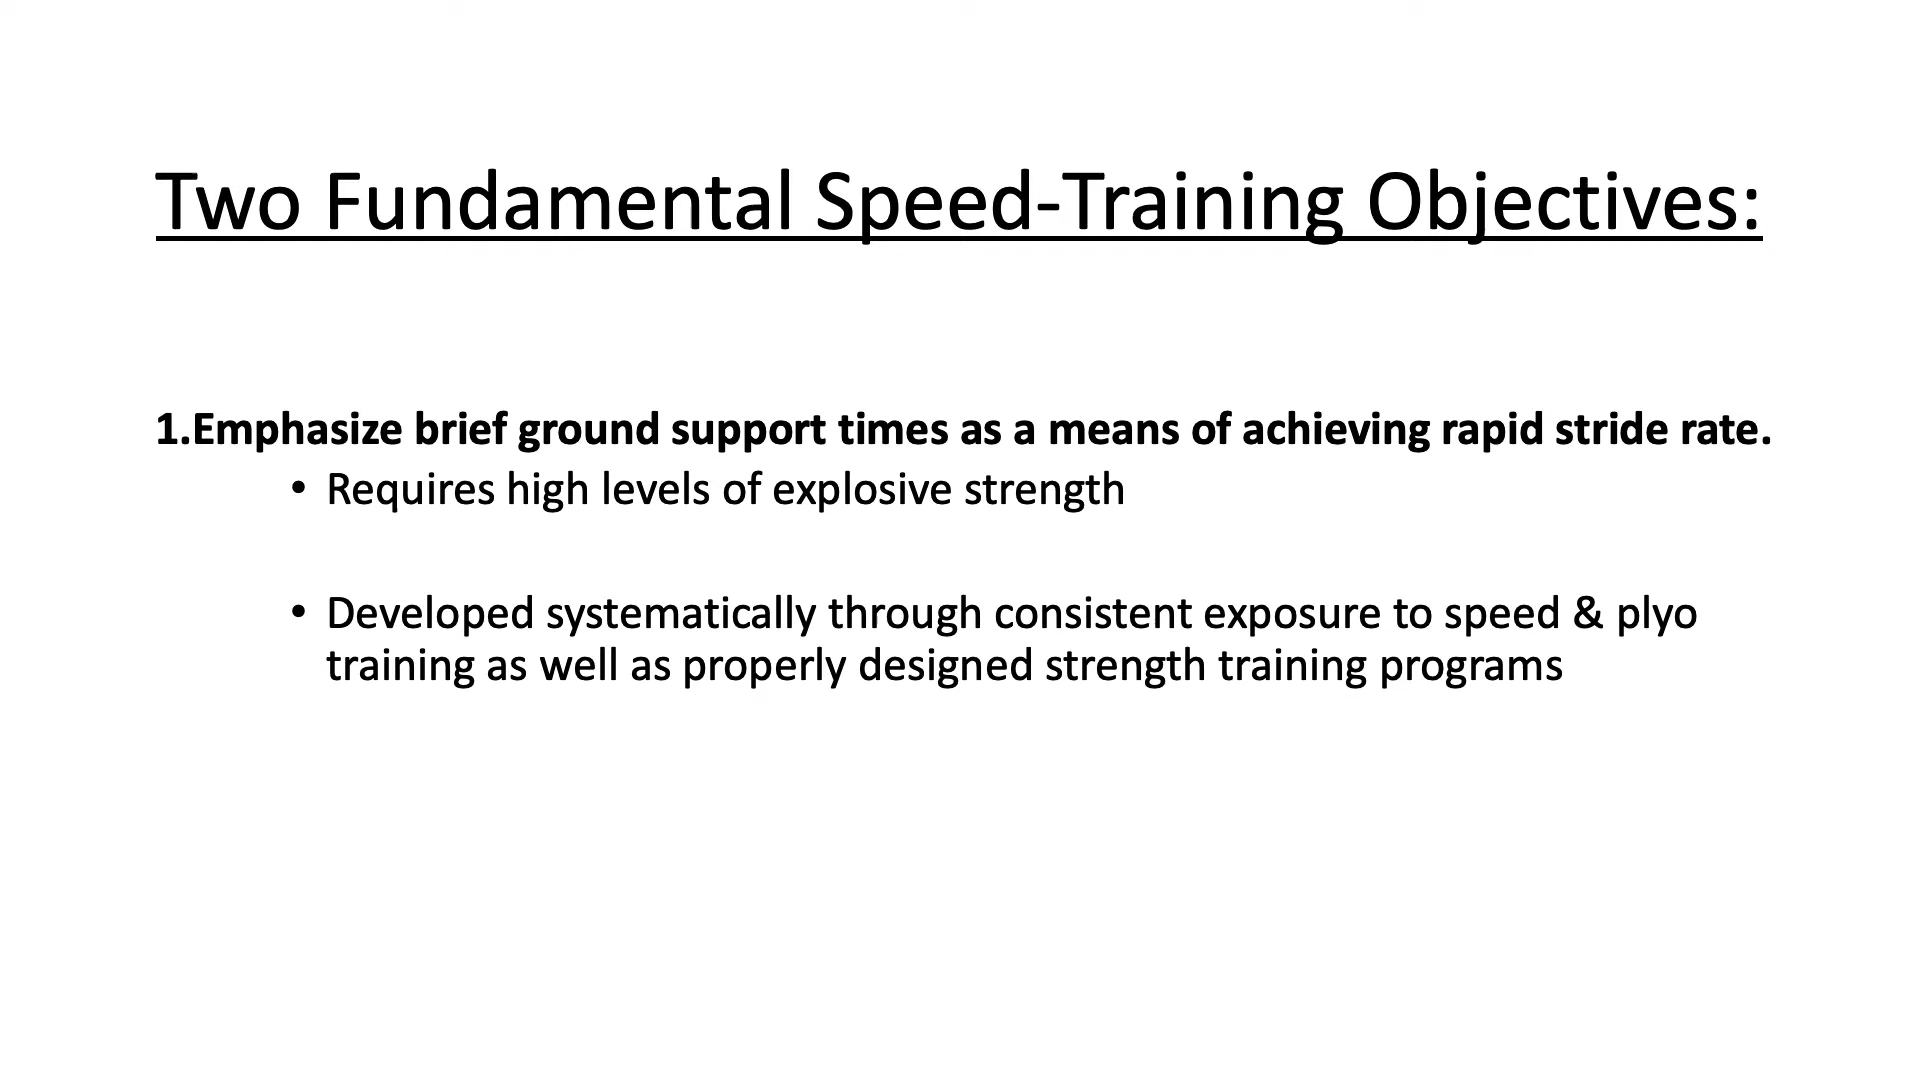 Two Fundamental Speed-Training Objectives:
1.Emphasize brief ground support times as a means of achieving rapid stride rate.
• Requires high levels of explosive strength
• Developed systematically through consistent exposure to speed & plyo
training as well as properly designed strength training programs